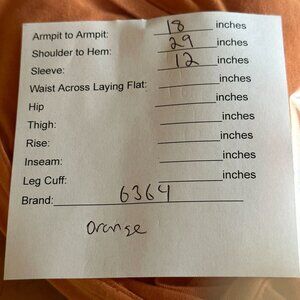 Armpit to Armpit: 18 inches
Shoulder to Hem: 29 inches
Sleeve: 12 inches
Waist Across Laying Flat: inches
Hip inches
Thigh: inches
Rise: inches
Inseam: inches
Leg Cuff: inches
Brand: 6364
Orange